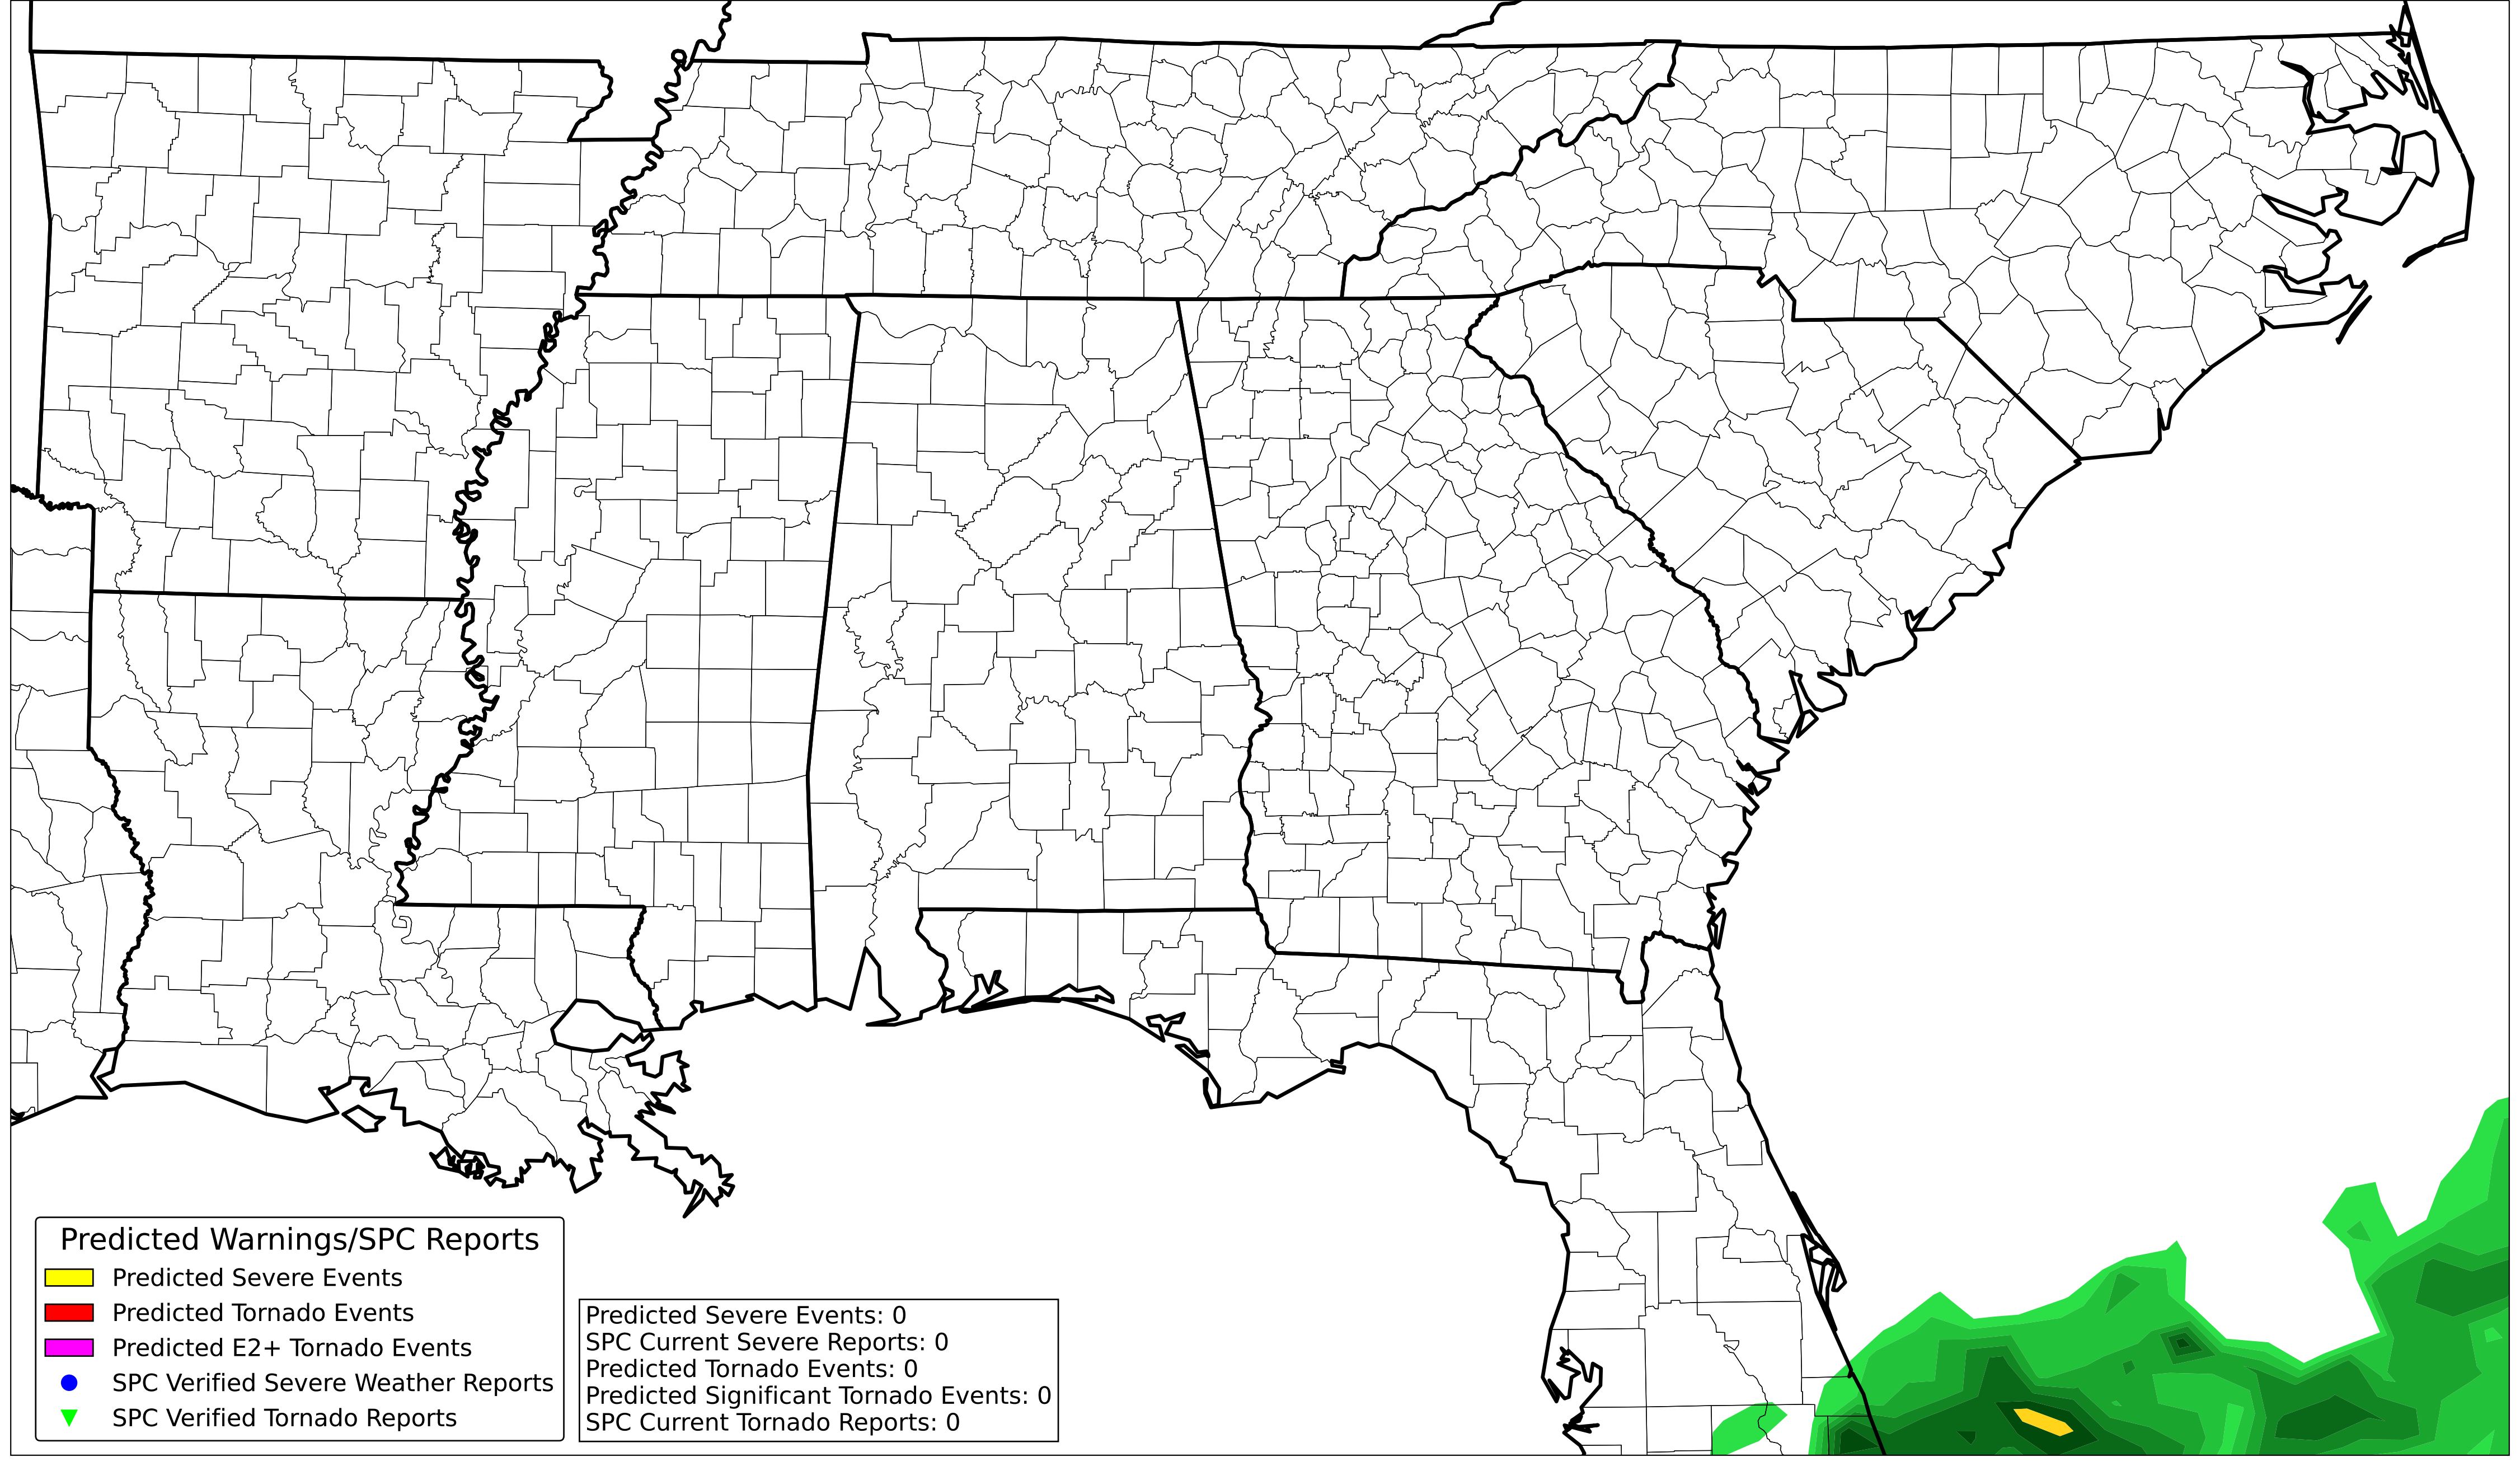 Predicted Warnings/SPC Reports
Predicted Severe Events
Predicted Tornado Events
Predicted E2+ Tornado Events
SPC Verified Severe Weather Reports
SPC Verified Tornado Reports
Predicted Severe Events: 0
SPC Current Severe Reports: 0
Predicted Tornado Events: 0
Predicted Significant Tornado Events: 0
SPC Current Tornado Reports: 0